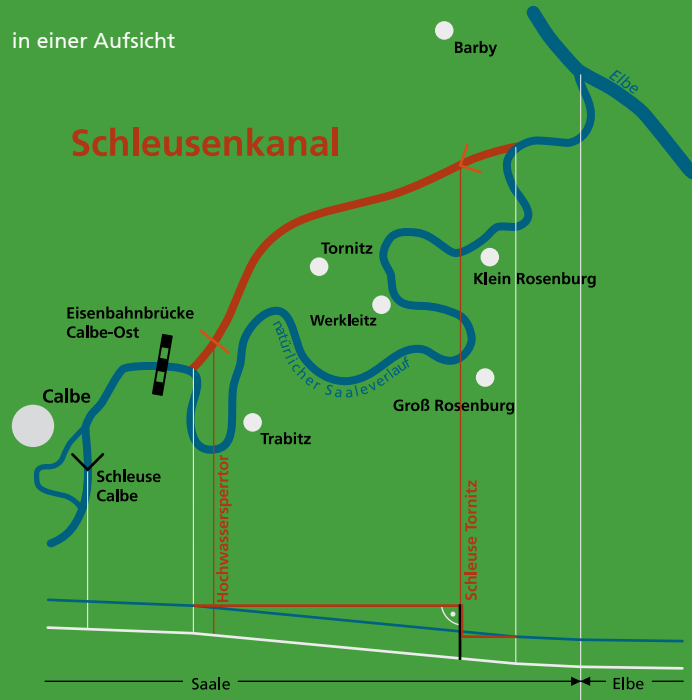 in einer Aufsicht
Barby
Elbe
Schleusenkanal
Tornitz
Klein Rosenburg
Eisenbahnbrücke
Calbe-Ost
Werkleitz
natürlicher Saaleverlauf
Calbe
Groß Rosenburg
Trabitz
Schleuse
Calbe
Hochwassersperrtor
Schleuse Tornitz
Saale
Elbe